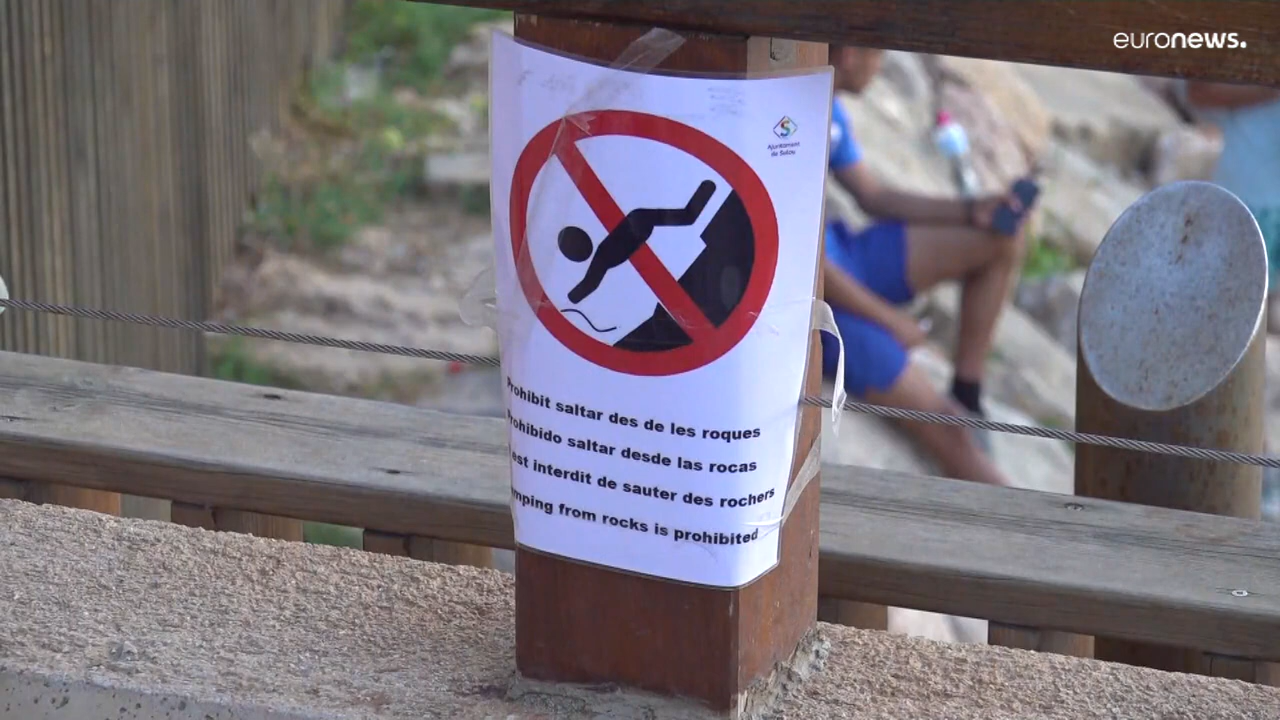 euronews.
Ajuntament
de Salou
Prohibit saltar des de les roques
Prohibido saltar desde las rocas
est interdit de sauter des rochers
mping from rocks is prohibited